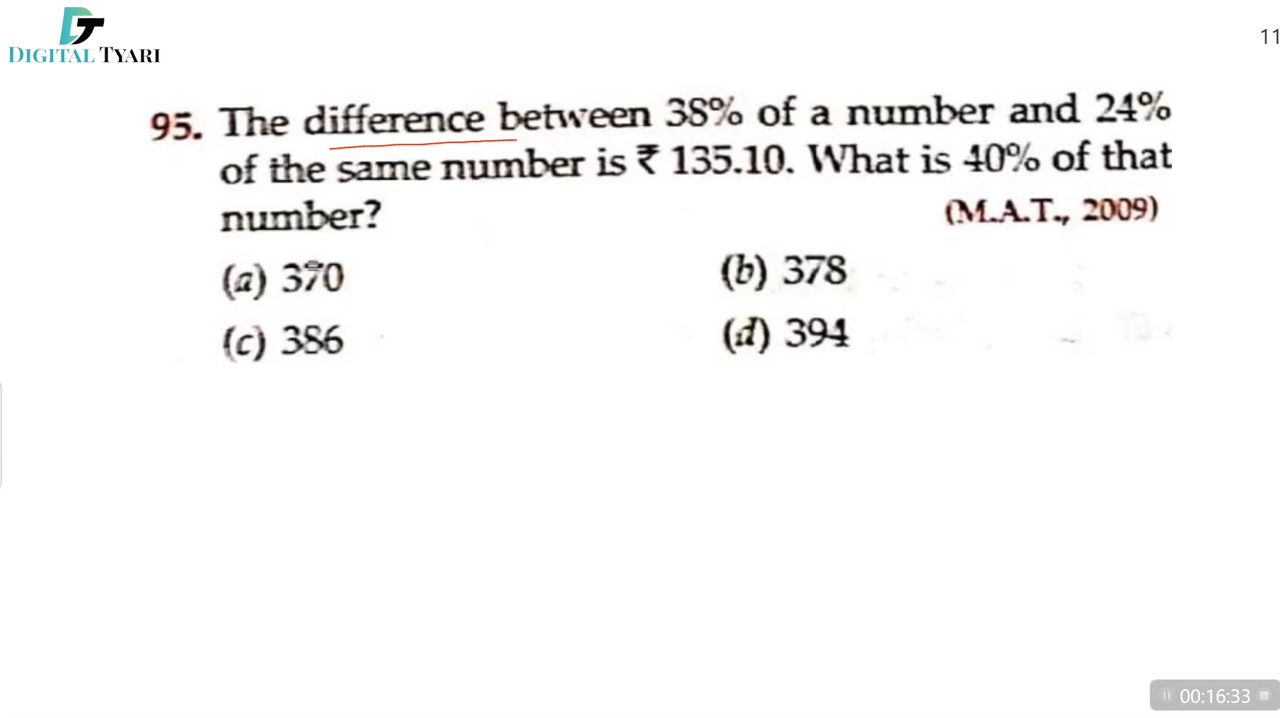 DIGITAL TYARI
11
95. The difference between 38% of a number and 24%
of the same number is ₹ 135.10. What is 40% of that
number?
(M.A.T., 2009)
(a) 370
(b) 378
(c) 386
(d) 394
00:16:33